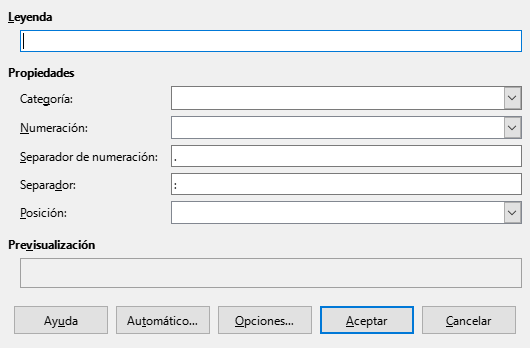 Leyenda
Propiedades
Categoría:
Numeración:
Separador de numeración: .
Separador: :
Posición:
Previsualización
Ayuda Automático... Opciones... Aceptar Cancelar